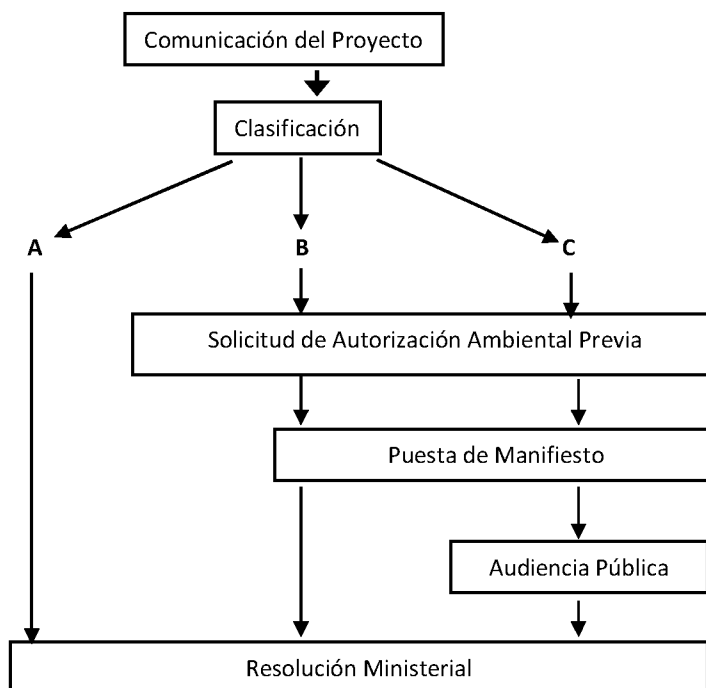 Comunicación del Proyecto
Clasificación
A
B
C
Solicitud de Autorización Ambiental Previa
Puesta de Manifiesto
Audiencia Pública
Resolución Ministerial